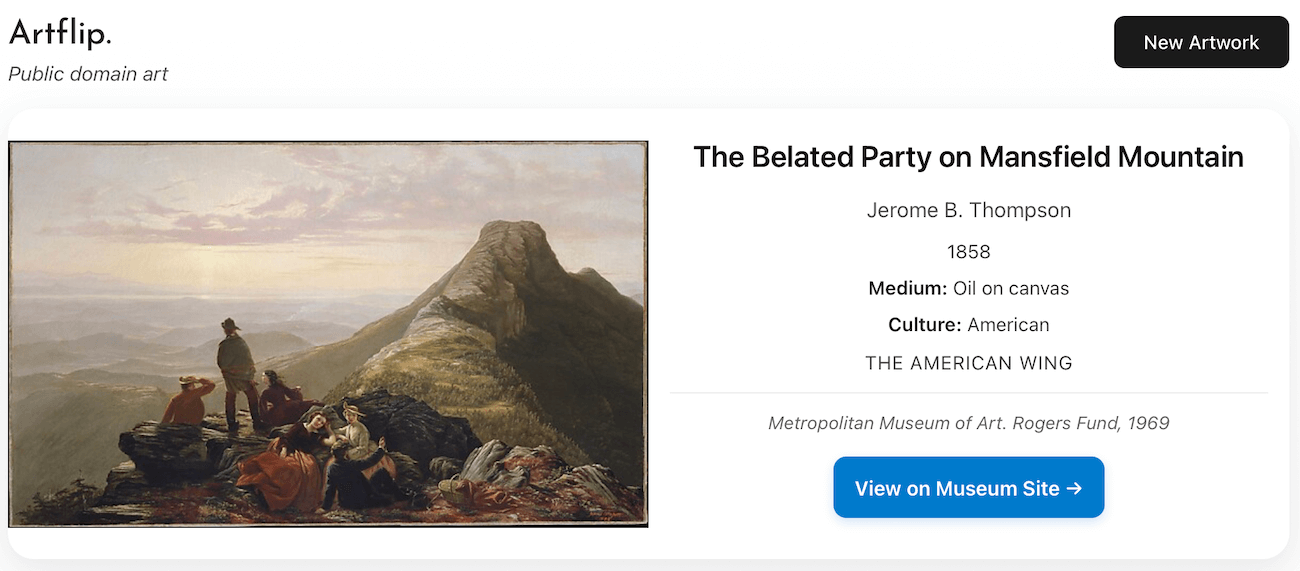 Artflip.
Public domain art
New Artwork
The Belated Party on Mansfield Mountain
Jerome B. Thompson
1858
Medium: Oil on canvas
Culture: American
THE AMERICAN WING
Metropolitan Museum of Art. Rogers Fund, 1969
View on Museum Site →